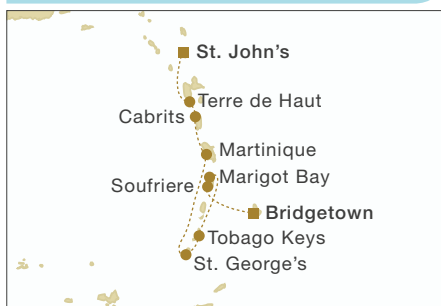 St. John's
Terre de Haut
Cabrits
Martinique
Marigot Bay
Soufriere
Bridgetown
Tobago Keys
St. George's